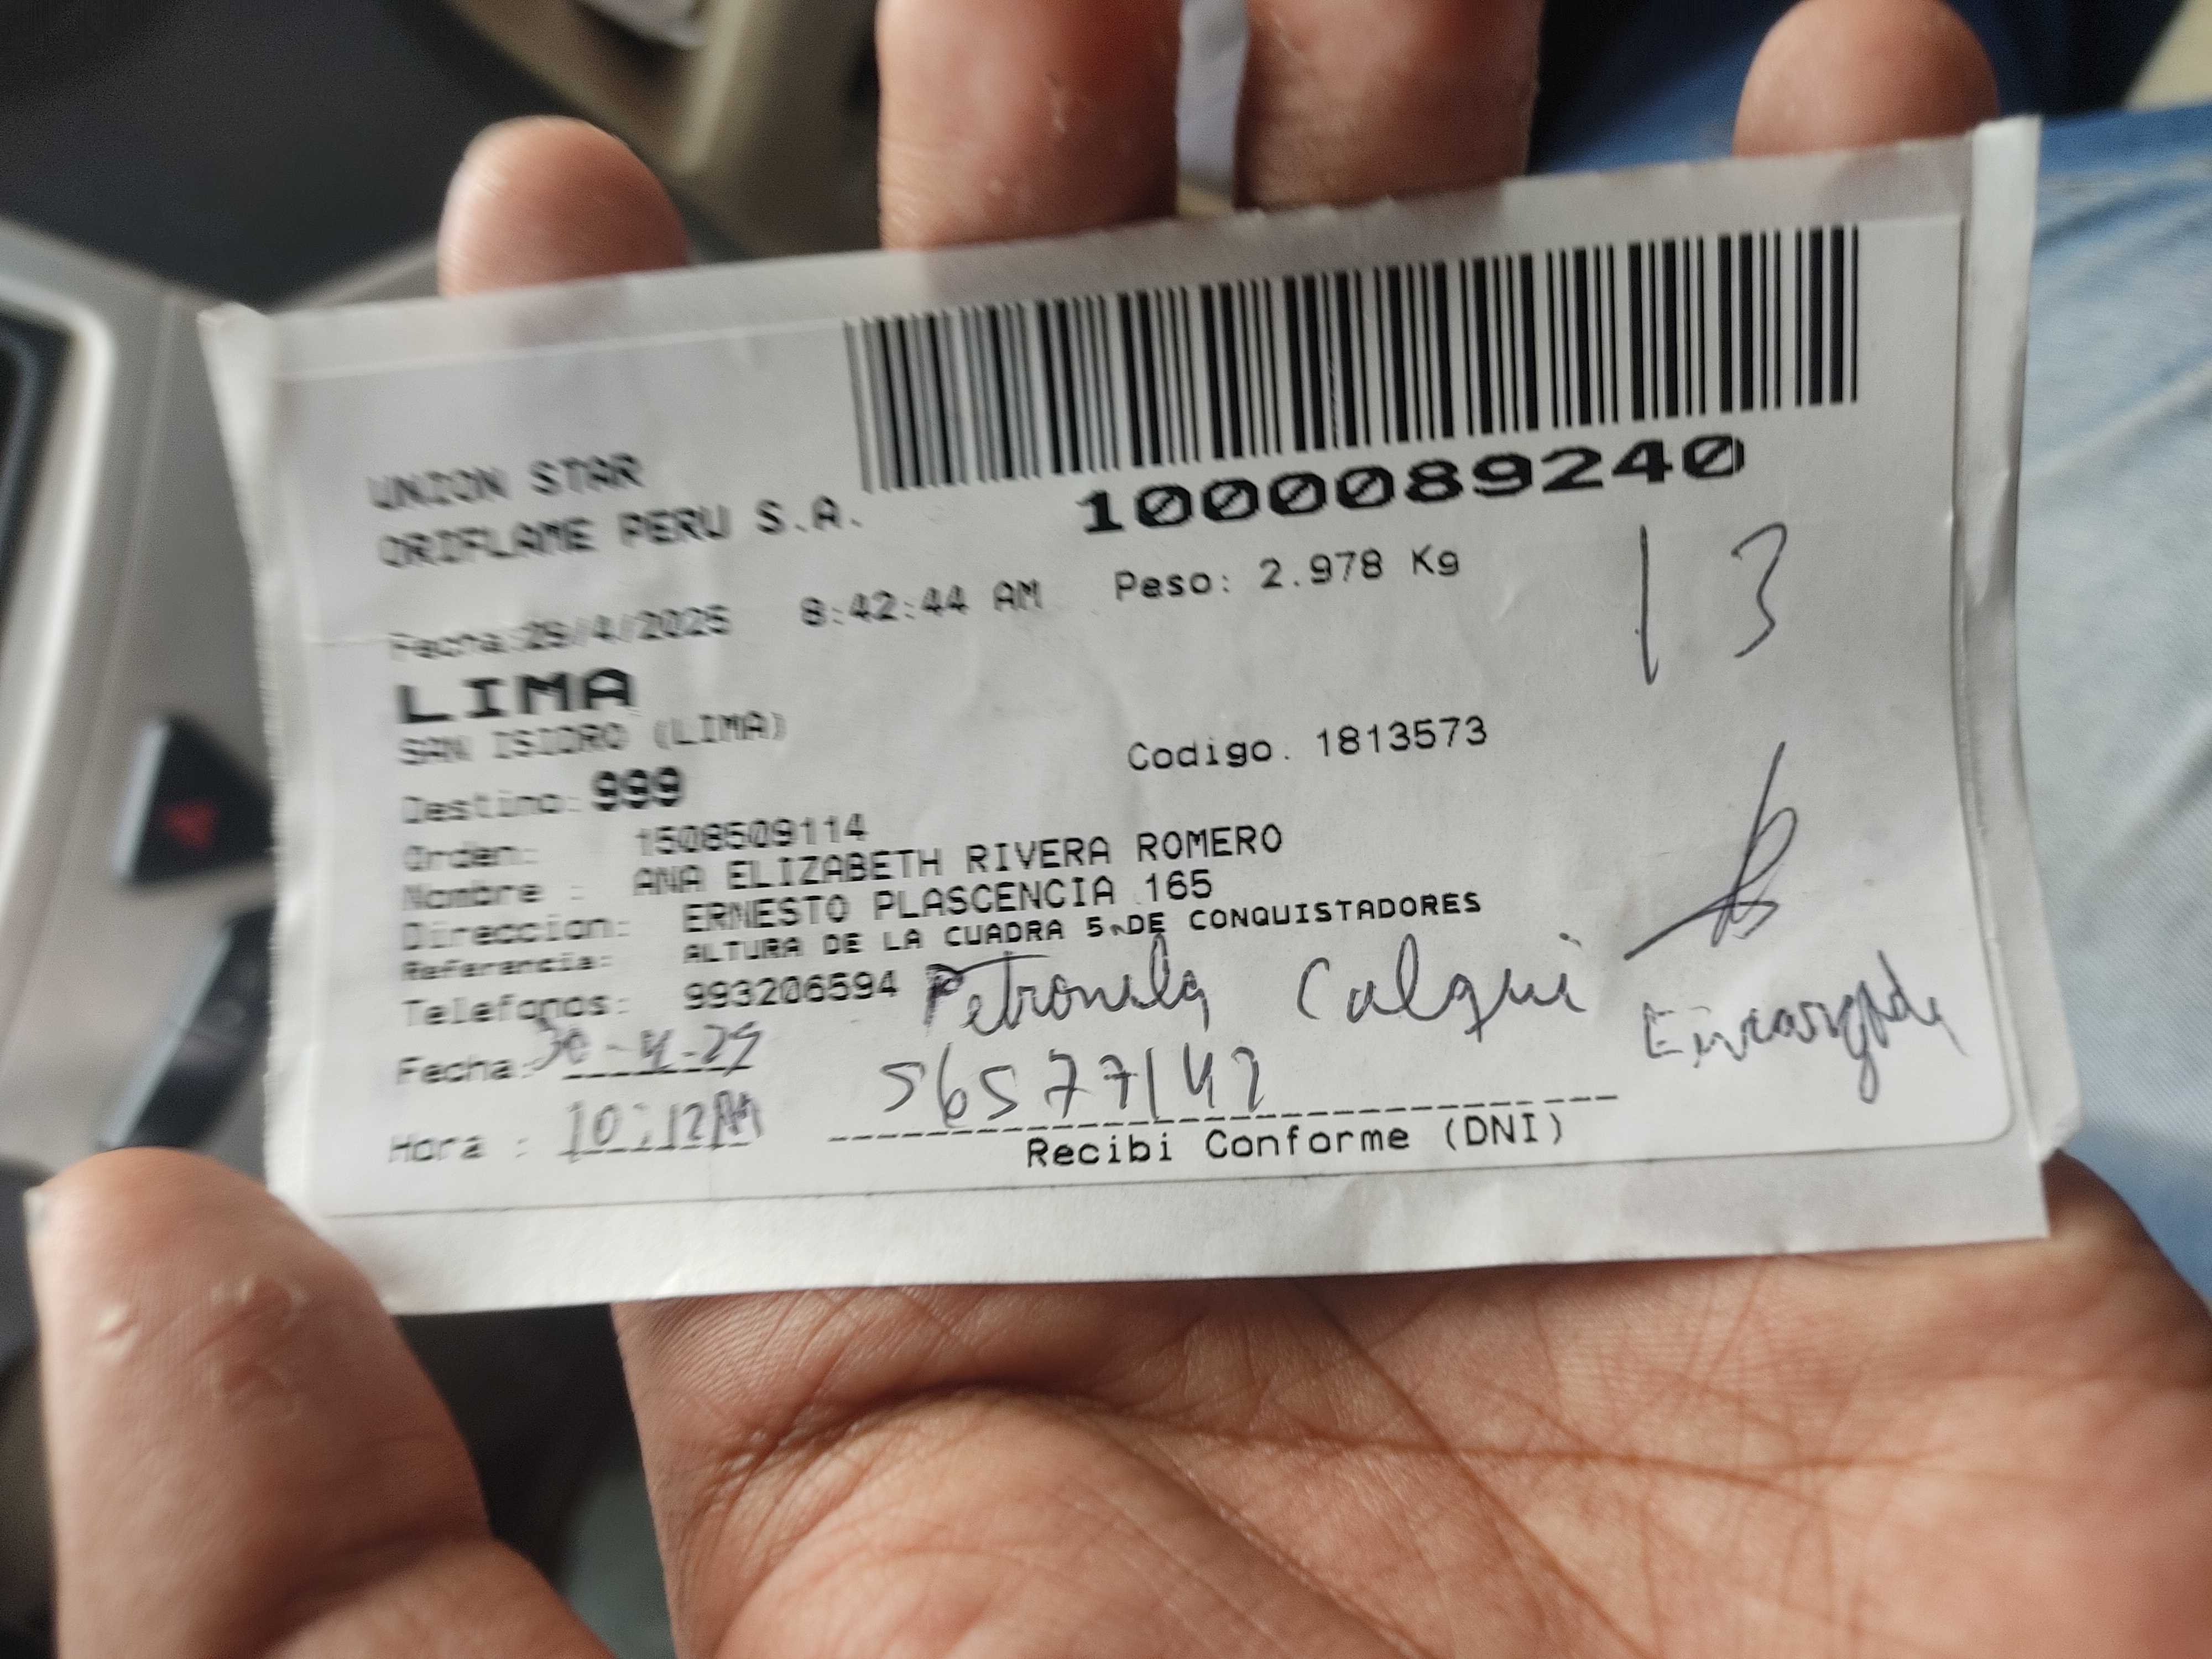 1000089240
UNION STAR
ORIFLAME PERU S.A.
Fecha:29/4/2025 8:42:44 AM Peso: 2.978 Kg
13
LIMA
SAN ISIDRO (LIMA)
Codigo. 1813573
Destino: 999
Orden: 1508509114
Nombre : ANA ELIZABETH RIVERA ROMERO
Direccion: ERNESTO PLASCENCIA 165
Referencia: ALTURA DE LA CUADRA 5 DE CONQUISTADORES
Telefonos: 993206594 Petronila Calqui
Encargada
Fecha: 30-4-25
56577142
Hora : 10:12AM
Recibi Conforme (DNI)